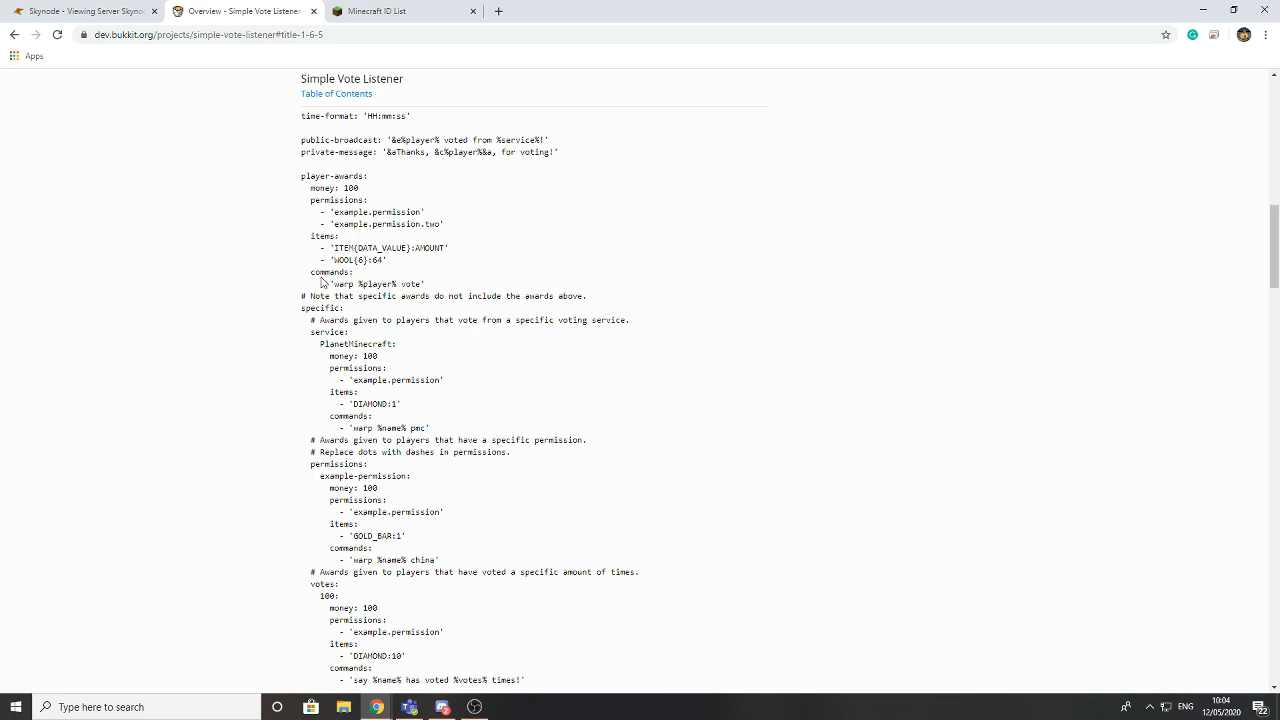 Skynode - Viewing Server Skynod
Overview - Simple Vote Listener
Minecraft ID List
dev.bukkit.org/projects/simple-vote-listener#title-1-6-5
Apps
Simple Vote Listener
Table of Contents
time-format: 'HH:mm:ss'
public-broadcast: '&e%player% voted from %service%!'
private-message: '&aThanks, &c%player%&a, for voting!'
player-awards:
money: 100
permissions:
- 'example.permission'
- 'example.permission.two'
items:
- 'ITEM{DATA_VALUE}:AMOUNT'
- 'WOOL{6}:64'
commands:
'warp %player% vote'
# Note that specific awards do not include the awards above.
specific:
# Awards given to players that vote from a specific voting service.
service:
PlanetMinecraft:
money: 100
permissions:
- 'example.permission'
items:
- 'DIAMOND:1'
commands:
- 'warp %name% pmc'
# Awards given to players that have a specific permission.
# Replace dots with dashes in permissions.
permissions:
example-permission:
money: 100
permissions:
- 'example.permission'
items:
- 'GOLD_BAR:1'
commands:
- 'warp %name% china'
# Awards given to players that have voted a specific amount of times.
votes:
100:
money: 100
permissions:
- 'example.permission'
items:
- 'DIAMOND:10'
commands:
- 'say %name% has voted %votes% times!'
Type here to search
ENG
10:04
12/05/2020
22